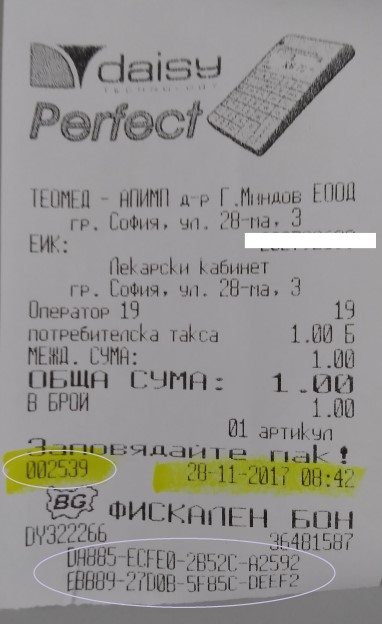 daisy
TECHNOLOGY
Perfect
ТЕОМЕД - АПИМП д-р Г.Миндов ЕООД
гр. София, ул. 28-ма, 3
ЕИК:
Лекарски кабинет
гр. София, ул. 28-ма, 3
Оператор 19 19
потребителска такса 1.00 Б
МЕЖД. СУМА: 1.00
ОБЩА СУМА: 1.00
В БРОЙ 1.00
01 артикул
Заповядайте пак!
002539 28-11-2017 08:42
BG ФИСКАЛЕН БОН
DY322266 36481587
DA885-ECFE0-2B52C-A2592
EBB89-27D0B-5F85C-DEEF2